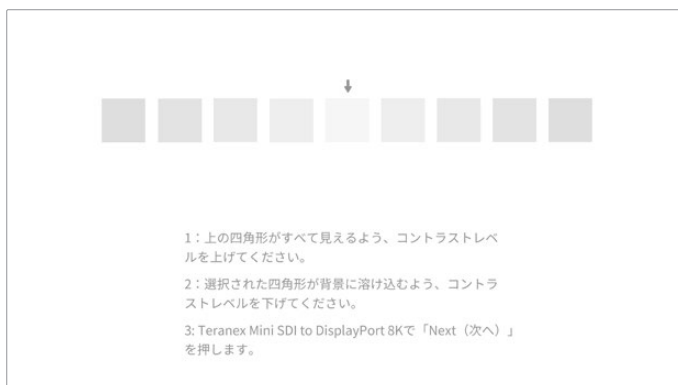 1：上の四角形がすべて見えるよう、コントラストレベ
ルを上げてください。
2：選択された四角形が背景に溶け込むよう、コントラ
ストレベルを下げてください。
3: Teranex Mini SDI to DisplayPort 8Kで「Next（次へ）」
を押します。